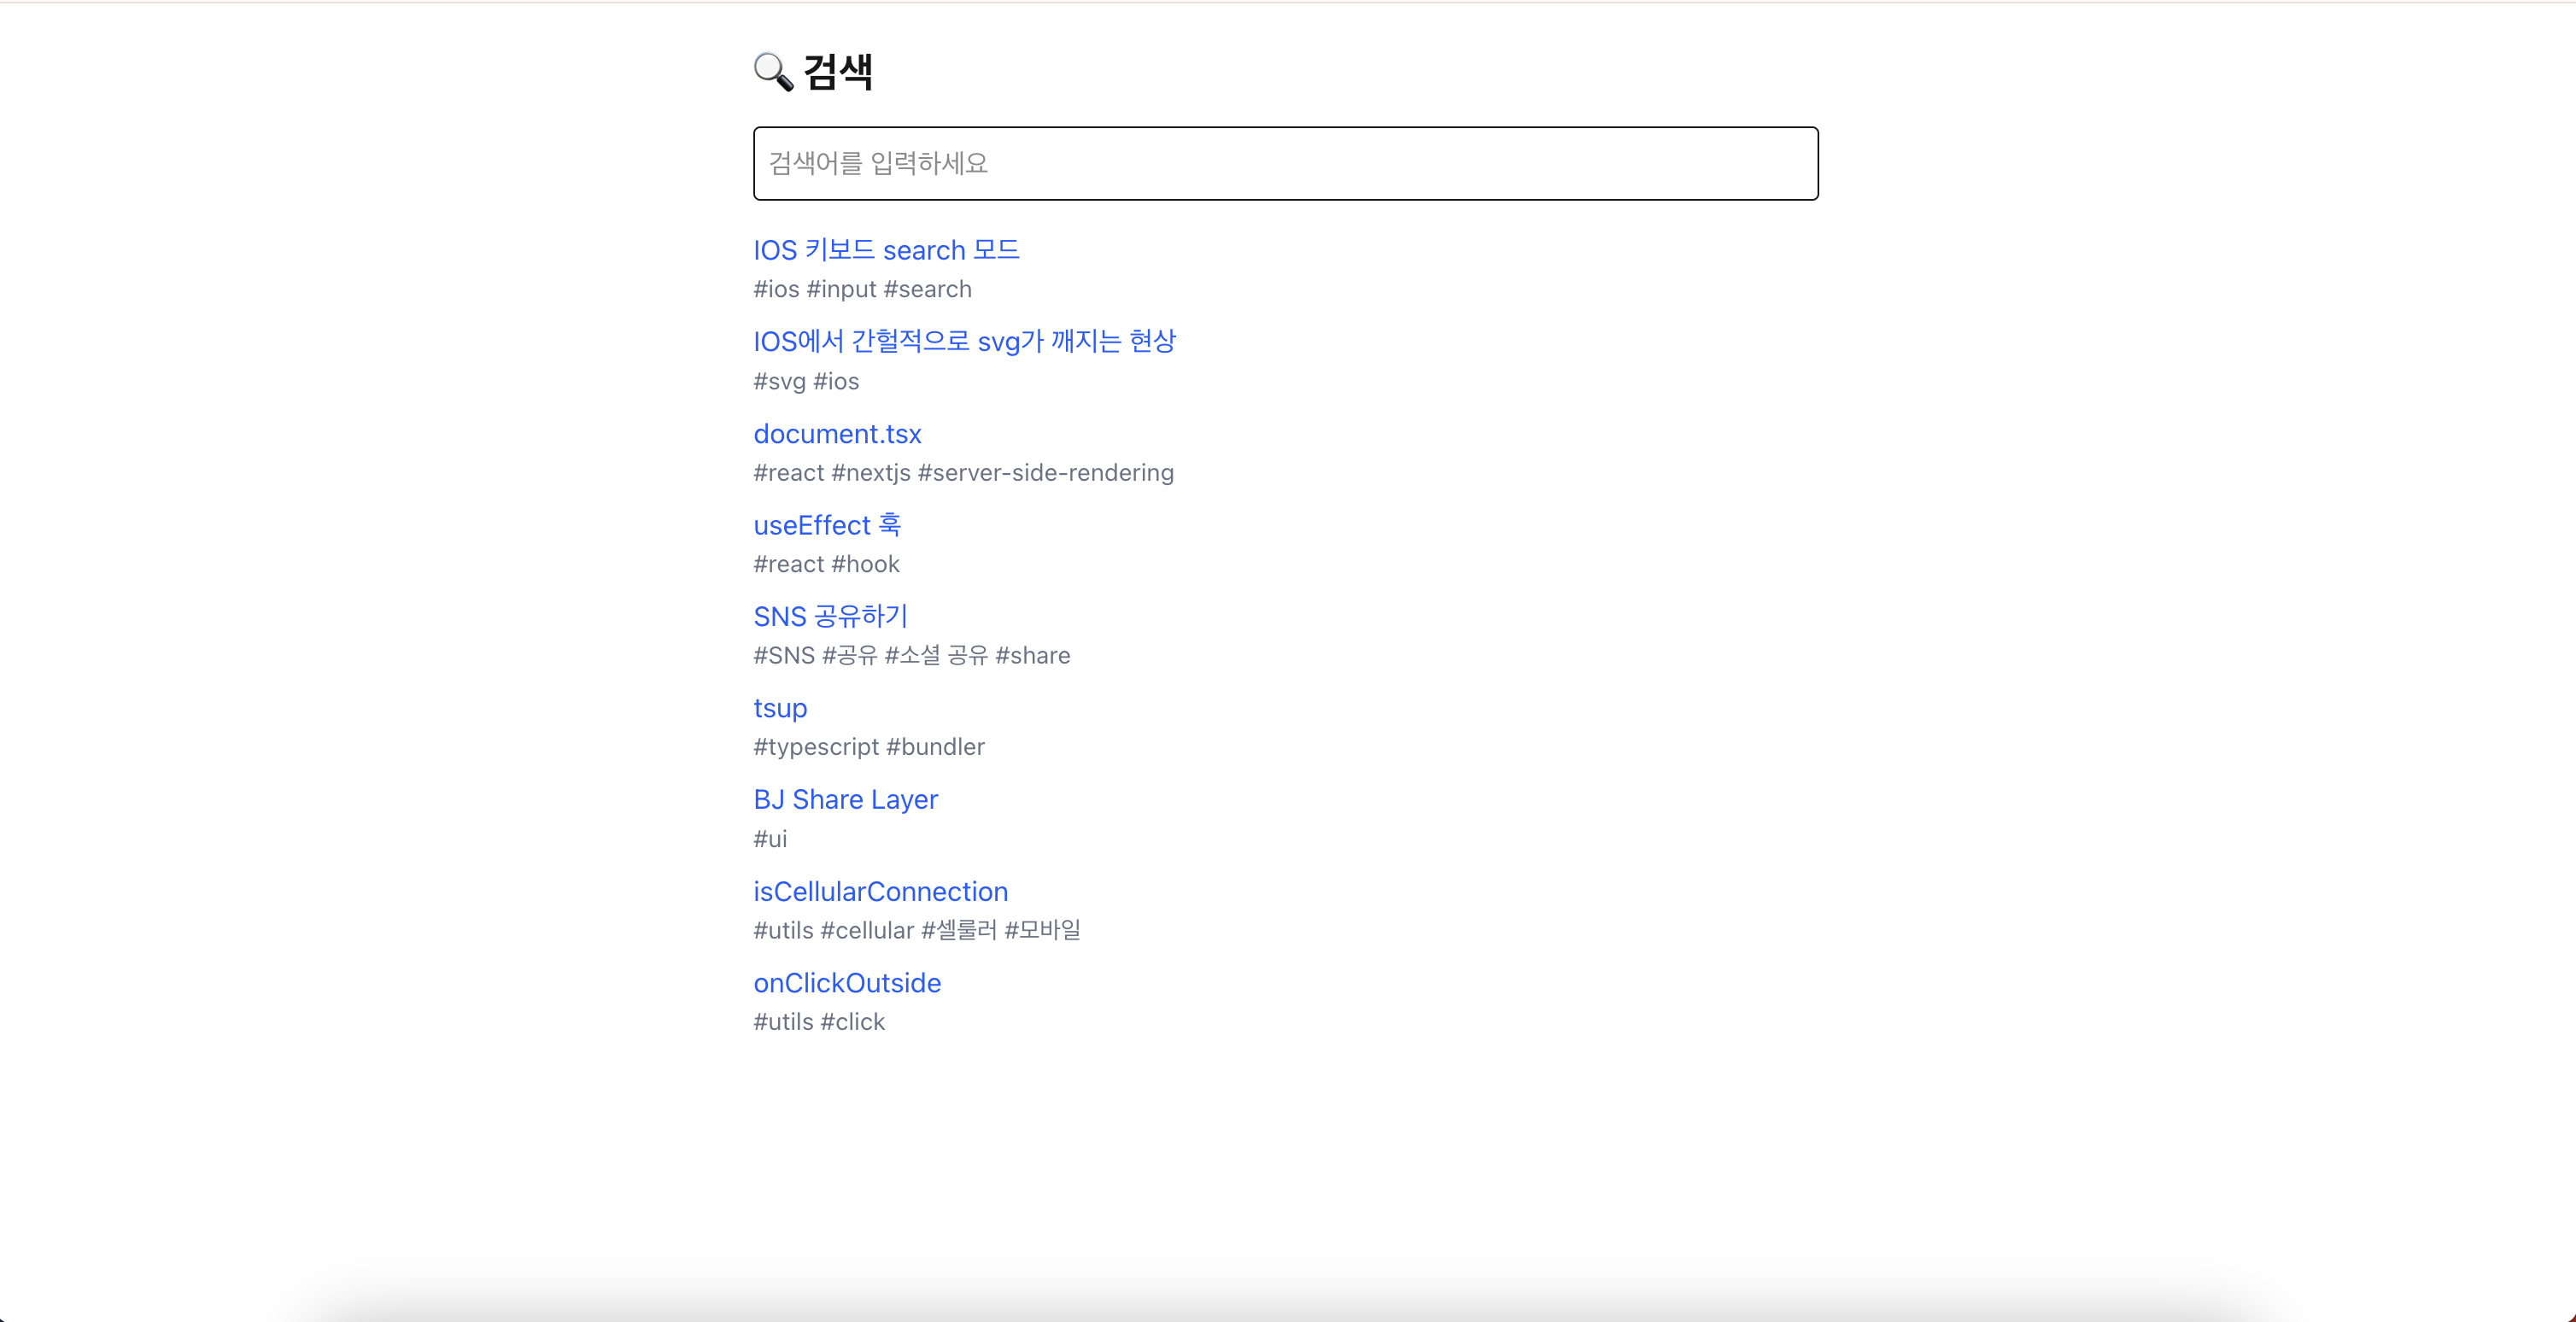 🔍 검색
검색어를 입력하세요
IOS 키보드 search 모드
#ios #input #search
IOS에서 간헐적으로 svg가 깨지는 현상
#svg #ios
document.tsx
#react #nextjs #server-side-rendering
useEffect 훅
#react #hook
SNS 공유하기
#SNS #공유 #소셜 공유 #share
tsup
#typescript #bundler
BJ Share Layer
#ui
isCellularConnection
#utils #cellular #셀룰러 #모바일
onClickOutside
#utils #click